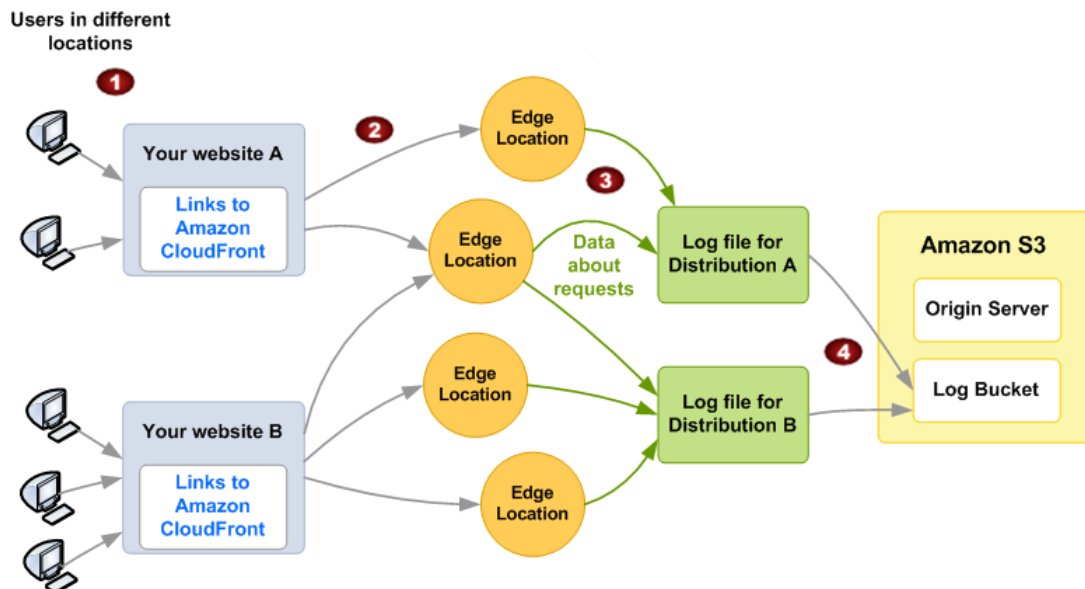 Users in different
locations
1
2
3
4
Your website A
Links to
Amazon
CloudFront
Your website B
Links to
Amazon
CloudFront
Edge
Location
Edge
Location
Edge
Location
Edge
Location
Data
about
requests
Log file for
Distribution A
Log file for
Distribution B
Amazon S3
Origin Server
Log Bucket